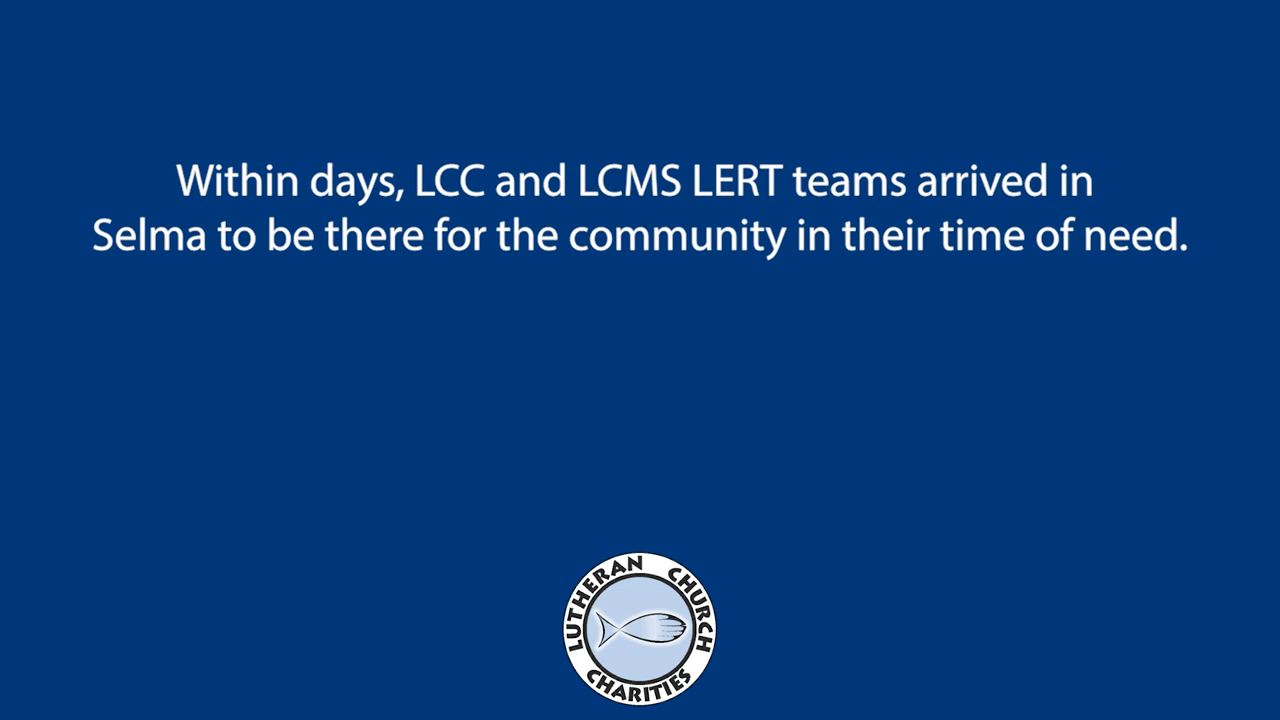 Within days, LCC and LCMS LERT teams arrived in
Selma to be there for the community in their time of need.
LUTHERAN CHURCH
CHARITIES